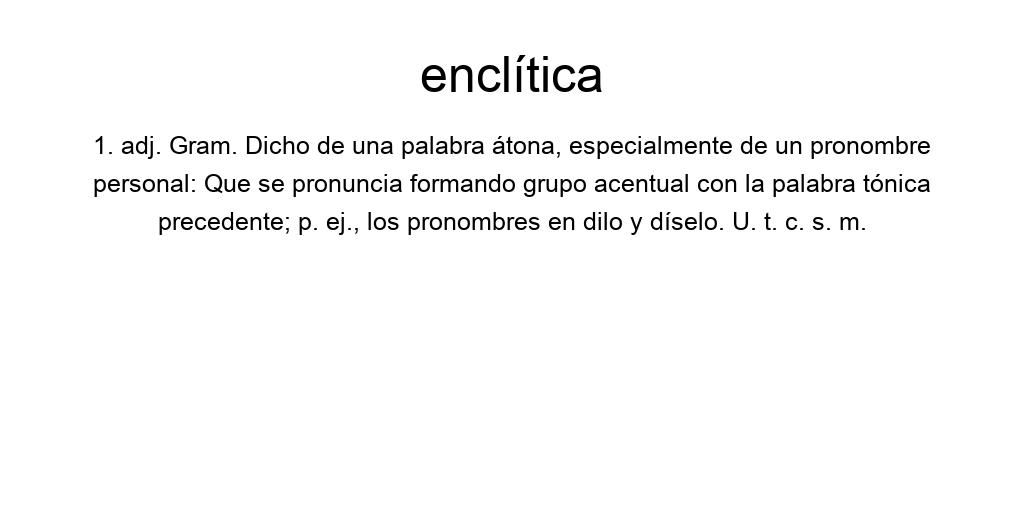 enclítica
1. adj. Gram. Dicho de una palabra átona, especialmente de un pronombre
personal: Que se pronuncia formando grupo acentual con la palabra tónica
precedente; p. ej., los pronombres en dilo y díselo. U. t. c. s. m.